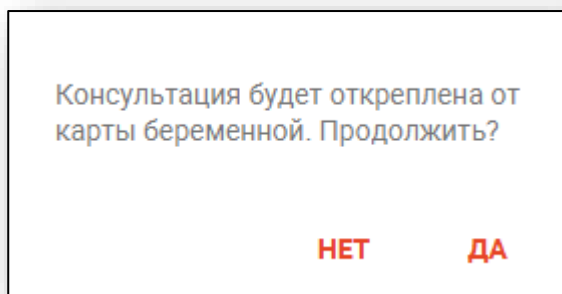 Консультация будет откреплена от
карты беременной. Продолжить?
НЕТ ДА